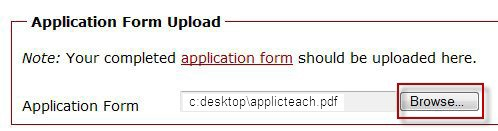 Application Form Upload
Note: Your completed application form should be uploaded here.
Application Form c:desktop\applicteach.pdf Browse...